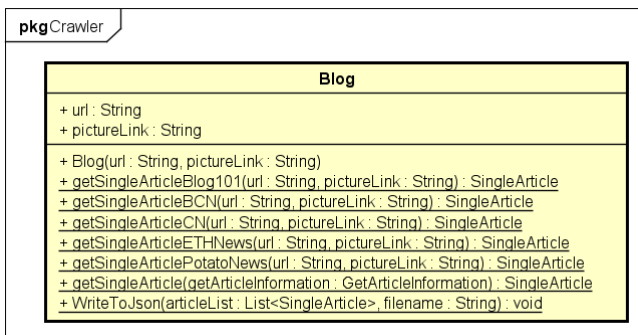 pkgCrawler
Blog
+ url : String
+ pictureLink : String
+ Blog(url : String, pictureLink : String)
+ getSingleArticleBlog101(url : String, pictureLink : String) : SingleArticle
+ getSingleArticleBCN(url : String, pictureLink : String) : SingleArticle
+ getSingleArticleCN(url : String, pictureLink : String) : SingleArticle
+ getSingleArticleETHNews(url : String, pictureLink : String) : SingleArticle
+ getSingleArticlePotatoNews(url : String, pictureLink : String) : SingleArticle
+ getSingleArticle(getArticleInformation : GetArticleInformation) : SingleArticle
+ WriteToJson(articleList : List<SingleArticle>, filename : String) : void